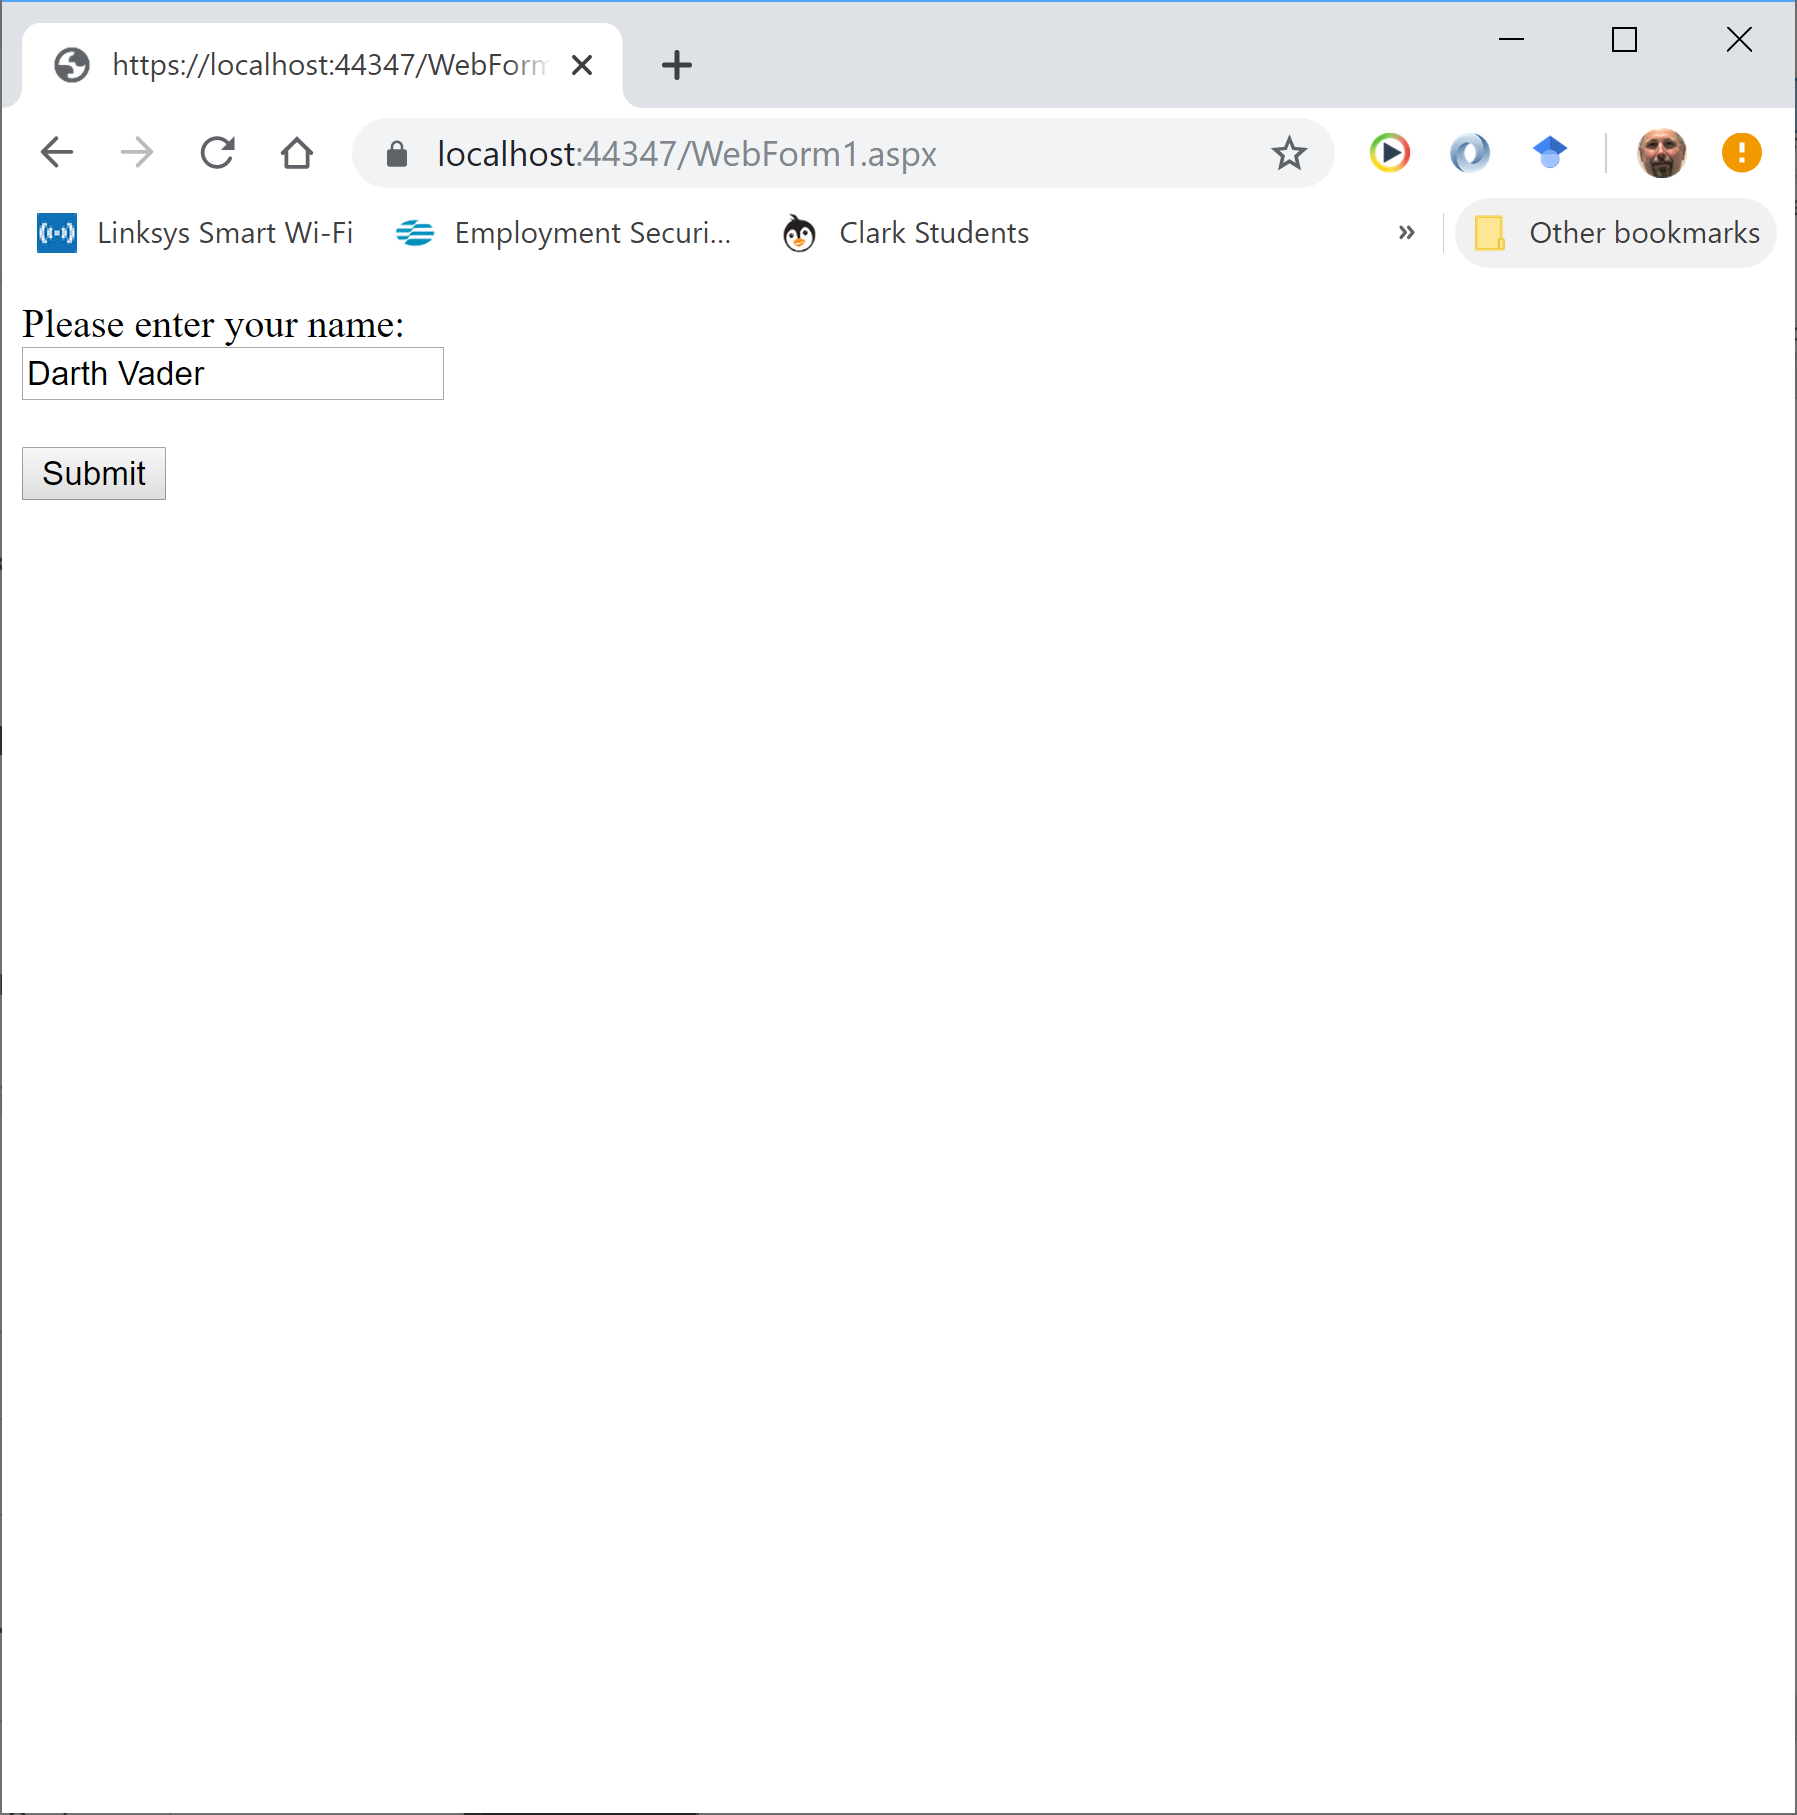 https://localhost:44347/WebForm
localhost:44347/WebForm1.aspx
Linksys Smart Wi-Fi Employment Securi... Clark Students » Other bookmarks
Please enter your name:
Darth Vader
Submit